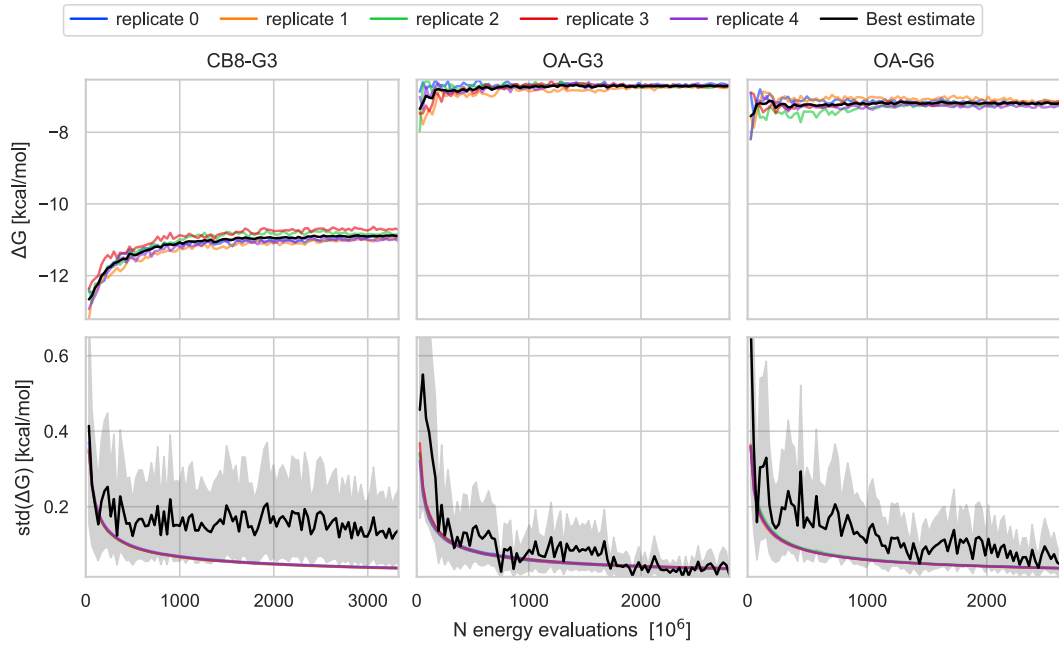 replicate 0 replicate 1 replicate 2 replicate 3 replicate 4 Best estimate
CB8-G3 OA-G3 OA-G6
ΔG [kcal/mol]
−8
−10
−12
std(ΔG) [kcal/mol]
0.6
0.4
0.2
0 1000 2000 3000 0 1000 2000 0 1000 2000
N energy evaluations [10⁶]